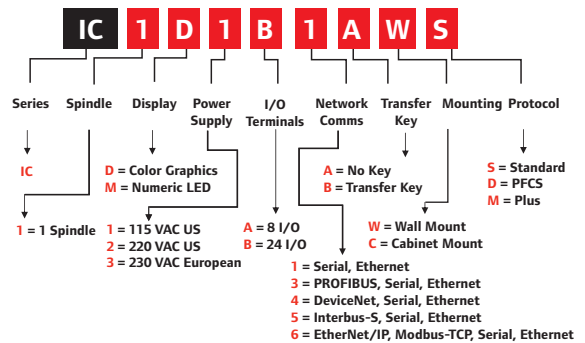 IC 1 D 1 B 1 A W S
Series Spindle Display Power Supply I/O Terminals Network Comms Transfer Key Mounting Protocol
IC
1 = 1 Spindle
D = Color Graphics
M = Numeric LED
1 = 115 VAC US
2 = 220 VAC US
3 = 230 VAC European
A = 8 I/O
B = 24 I/O
1 = Serial, Ethernet
3 = PROFIBUS, Serial, Ethernet
4 = DeviceNet, Serial, Ethernet
5 = Interbus-S, Serial, Ethernet
6 = EtherNet/IP, Modbus-TCP, Serial, Ethernet
A = No Key
B = Transfer Key
W = Wall Mount
C = Cabinet Mount
S = Standard
D = PFCS
M = Plus